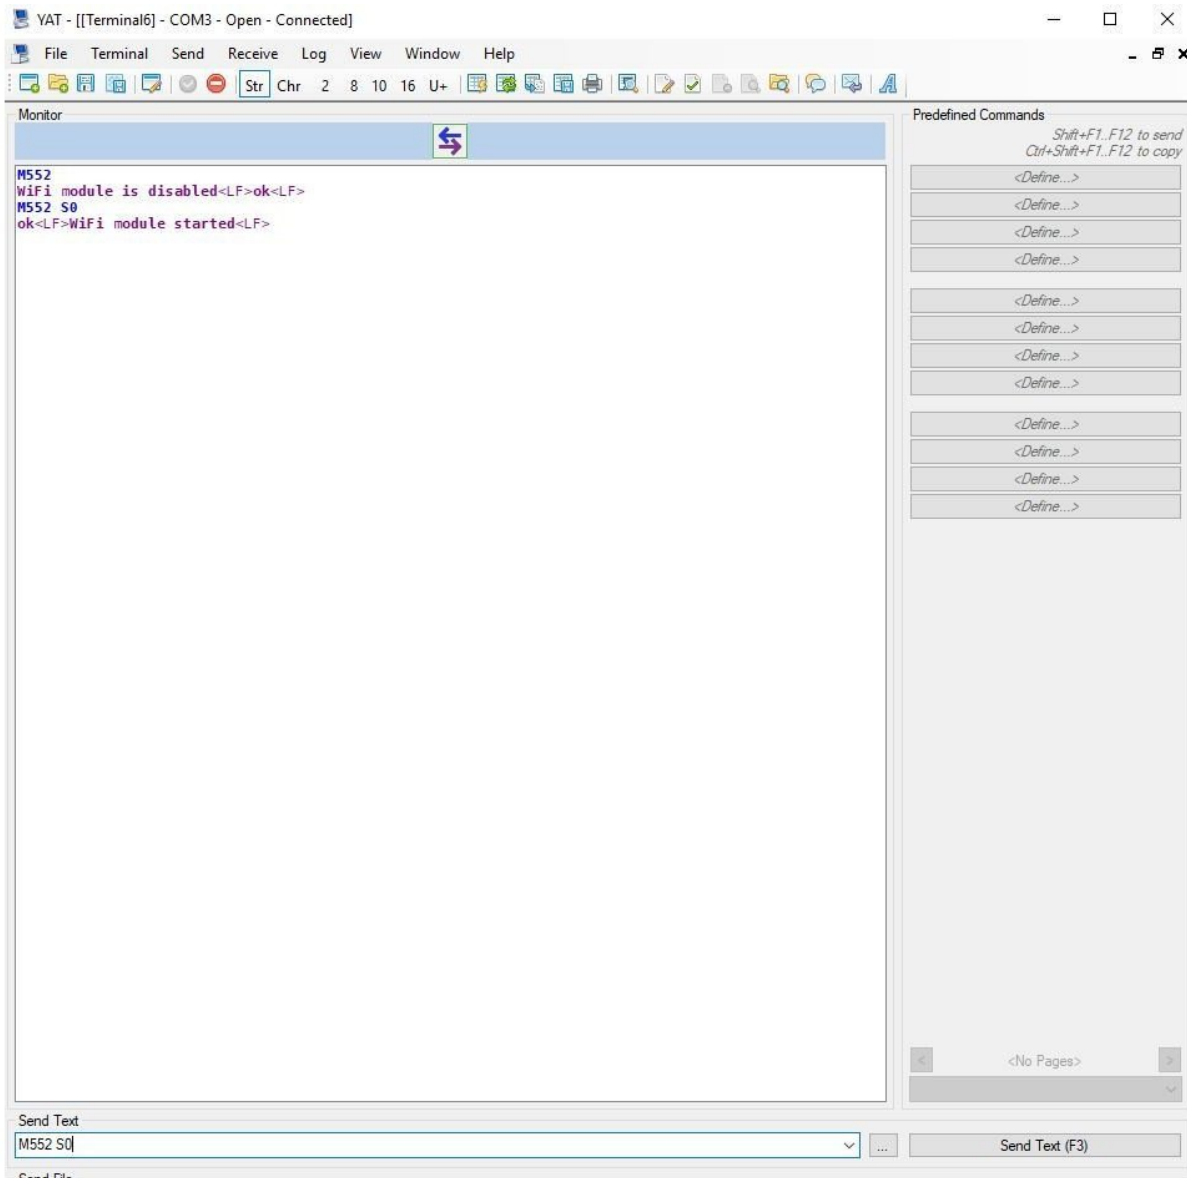 YAT - [[Terminal6] - COM3 - Open - Connected]
File Terminal Send Receive Log View Window Help
Str Chr 2 8 10 16 U+
Monitor
M552
WiFi module is disabled<LF>ok<LF>
M552 S0
ok<LF>WiFi module started<LF>
Predefined Commands
Shift+F1..F12 to send
Ctrl+Shift+F1..F12 to copy
<Define...>
<Define...>
<Define...>
<Define...>
<Define...>
<Define...>
<Define...>
<Define...>
<Define...>
<Define...>
<Define...>
<Define...>
<No Pages>
Send Text
M552 S0
...
Send Text (F3)
Send File